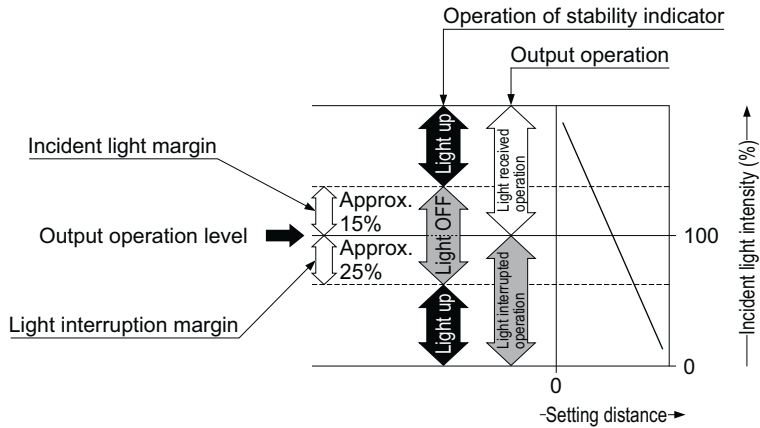 Operation of stability indicator
Output operation
Incident light margin
Approx.
15%
Output operation level
Approx.
25%
Light interruption margin
Light up
Light OFF
Light up
Light received
operation
Light interrupted
operation
100
0
0
Setting distance
Incident light intensity (%)